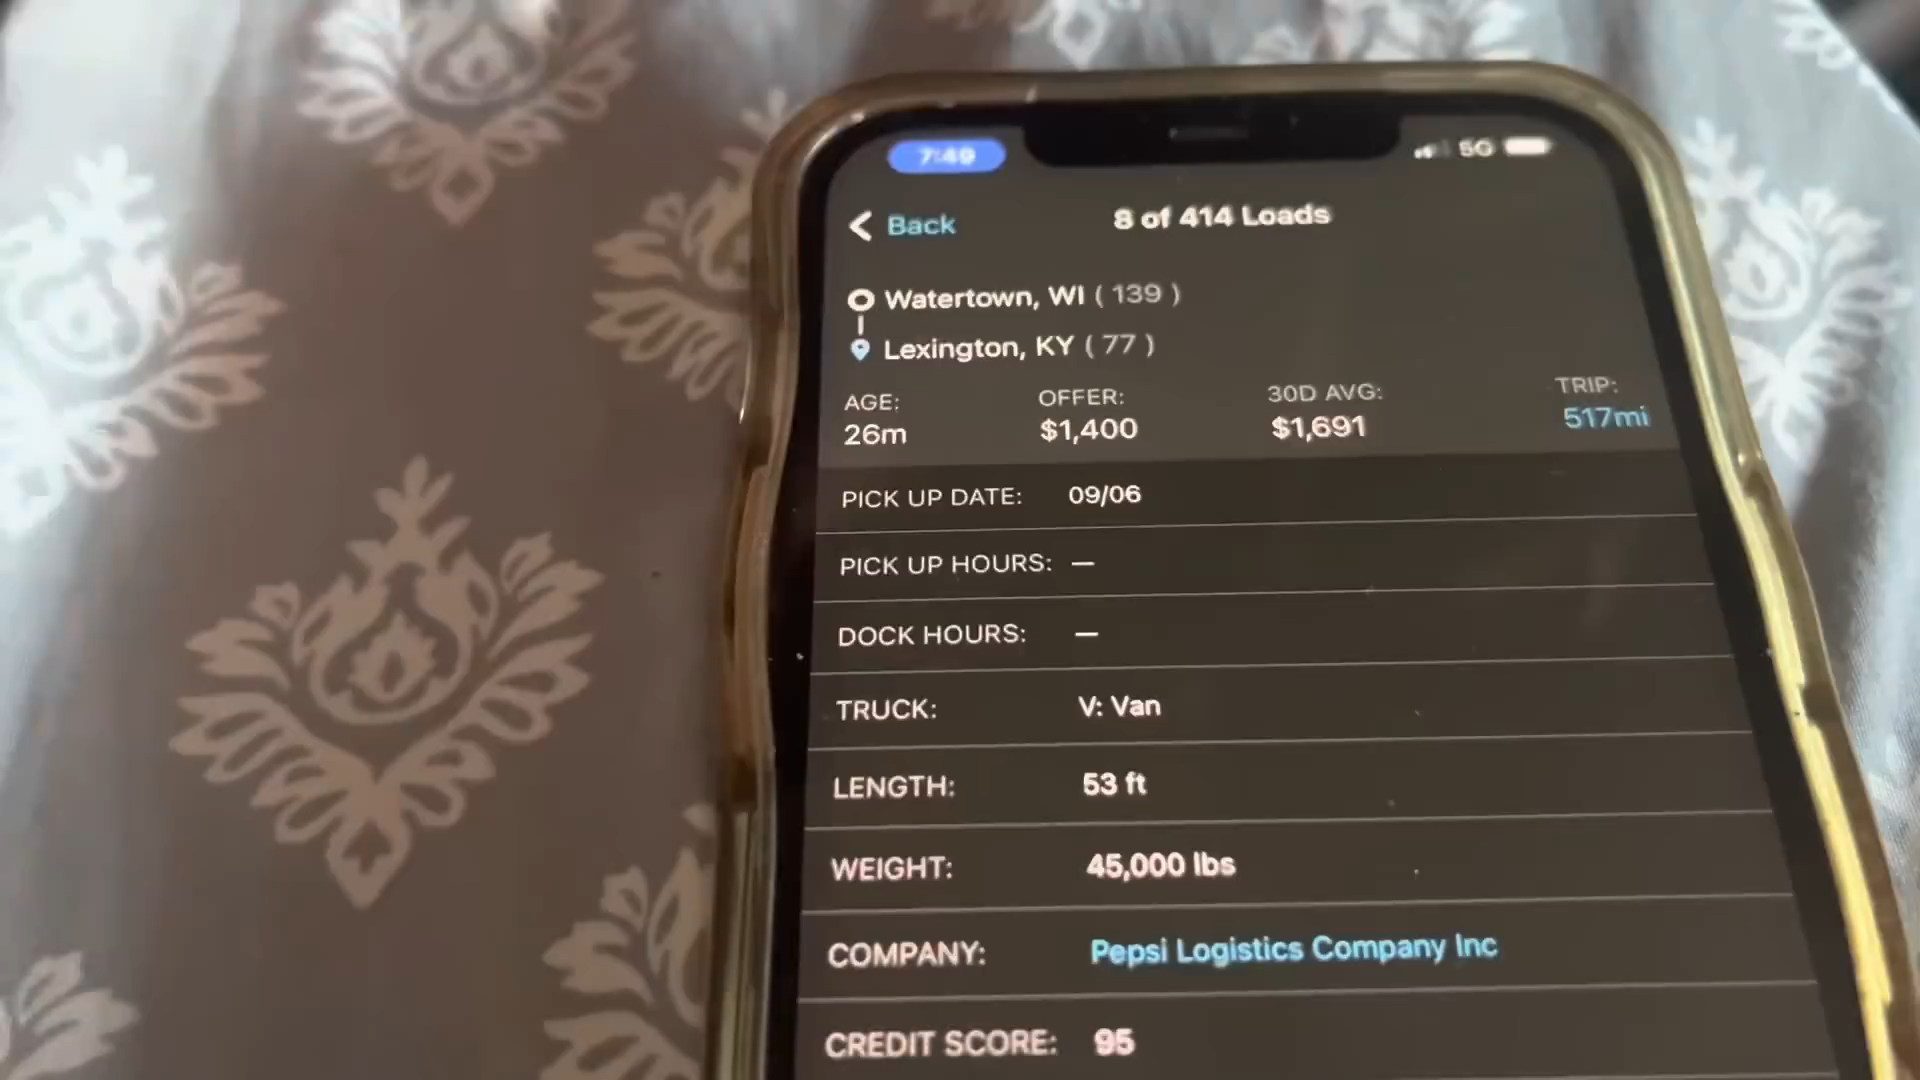 7:49 5G
Back 8 of 414 Loads
Watertown, WI ( 139 )
Lexington, KY ( 77 )
AGE: OFFER: 30D AVG: TRIP:
26m $1,400 $1,691 517mi
PICK UP DATE: 09/06
PICK UP HOURS: —
DOCK HOURS: —
TRUCK: V: Van
LENGTH: 53 ft
WEIGHT: 45,000 lbs
COMPANY: Pepsi Logistics Company Inc
CREDIT SCORE: 95